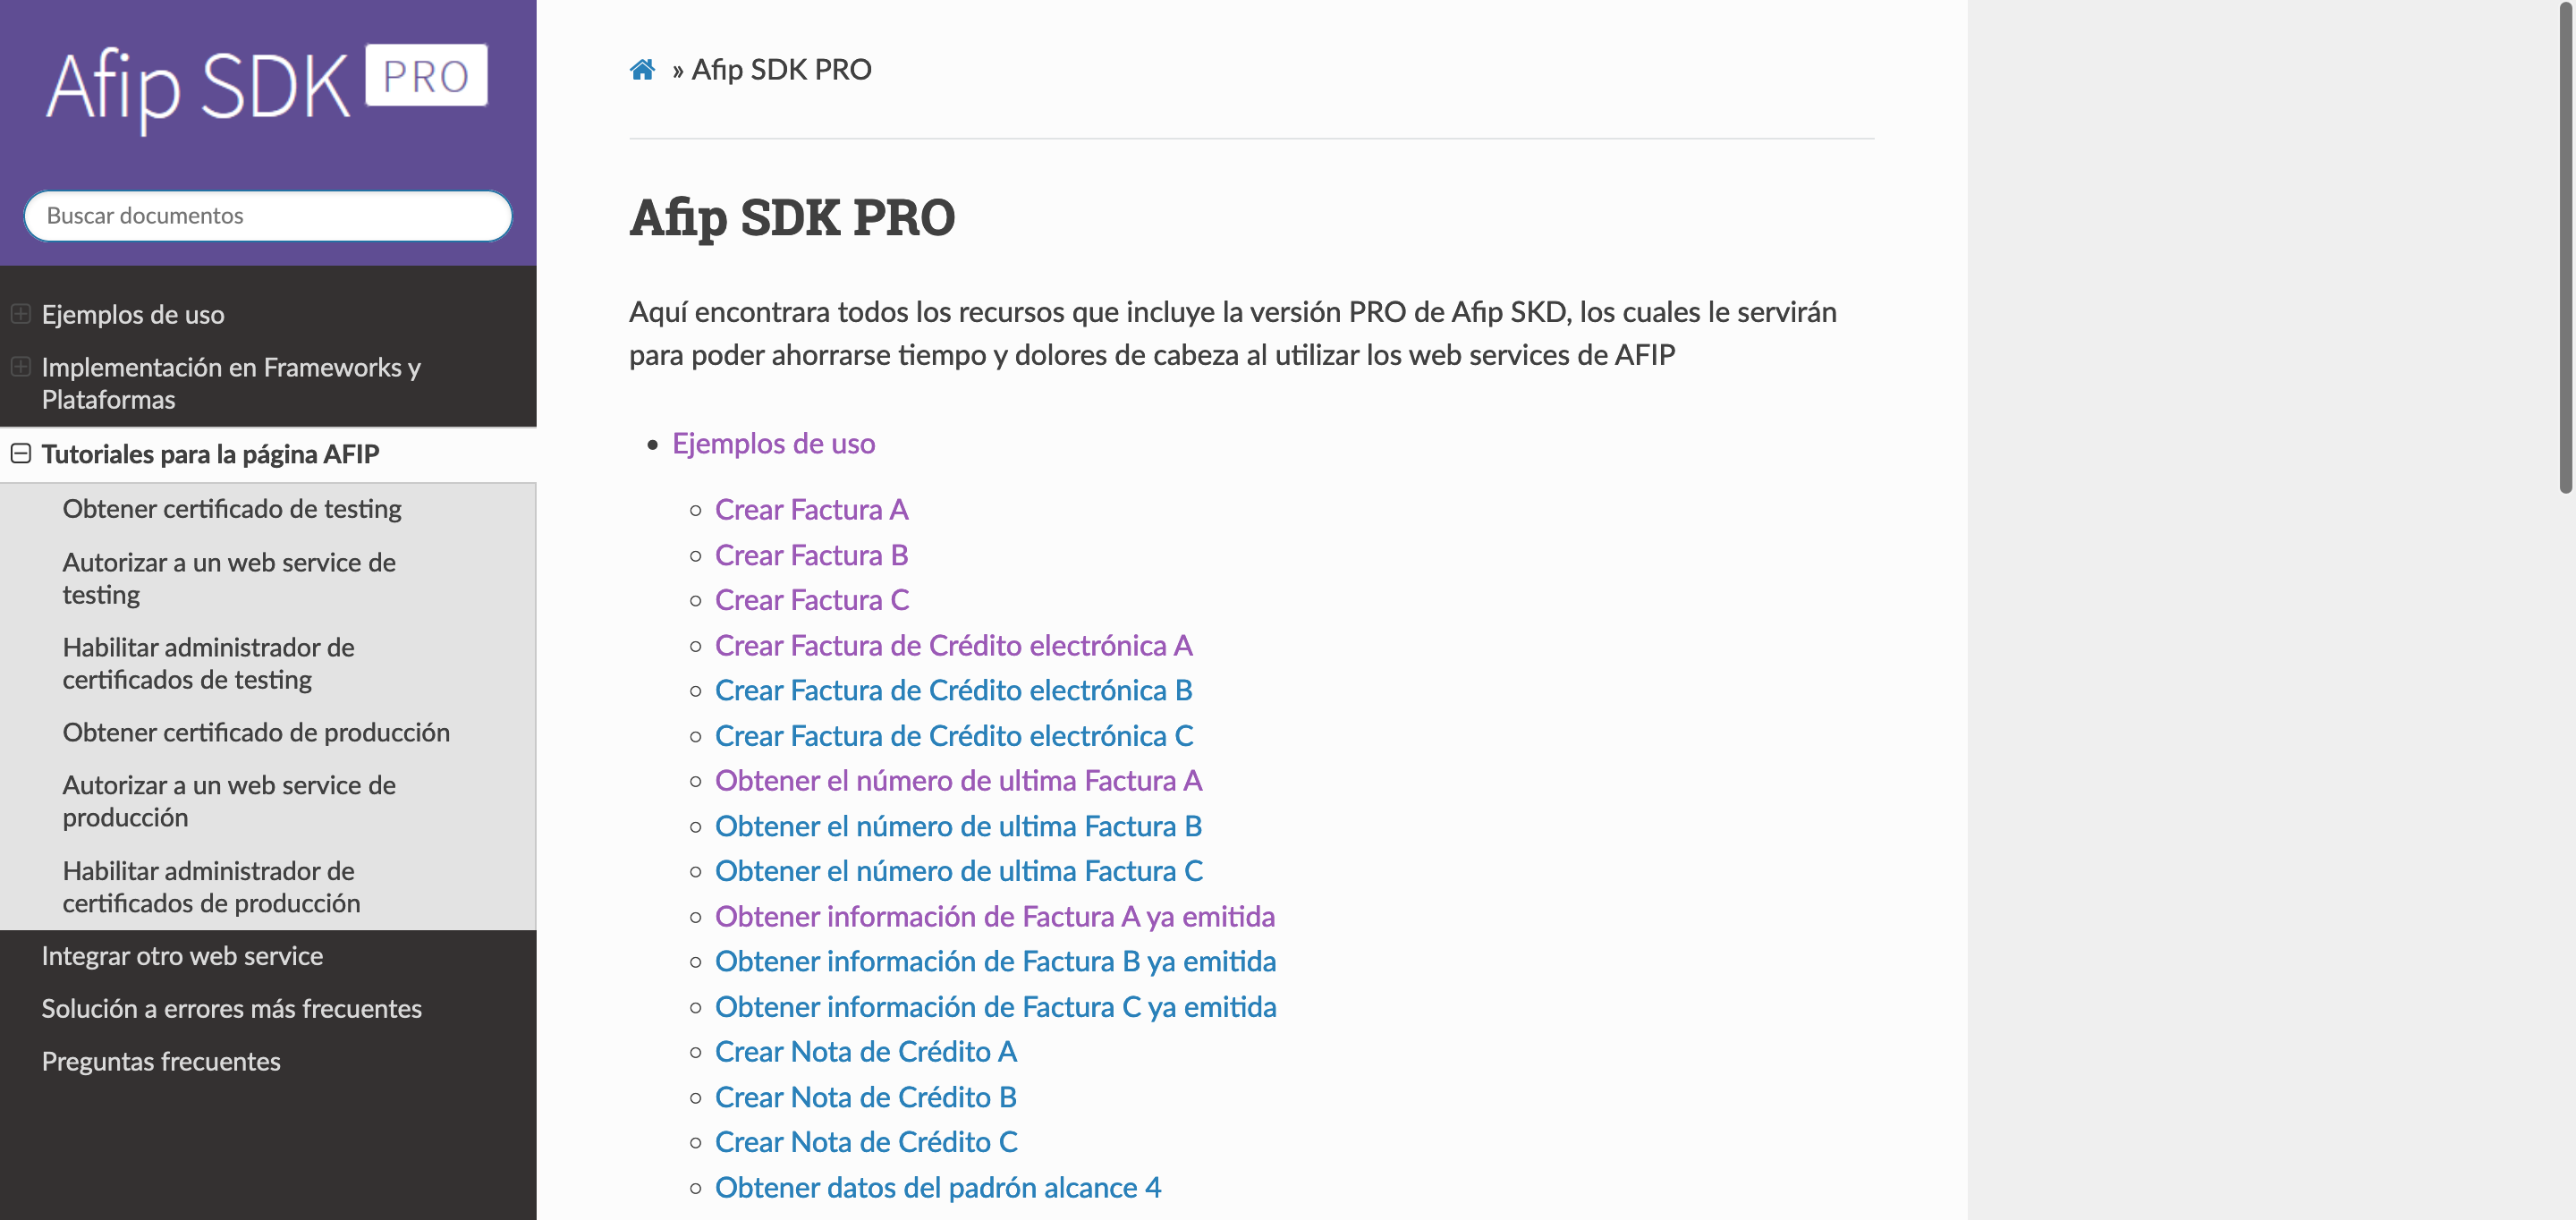 Afip SDK PRO
Buscar documentos
Ejemplos de uso
Implementación en Frameworks y
Plataformas
Tutoriales para la página AFIP
Obtener certificado de testing
Autorizar a un web service de
testing
Habilitar administrador de
certificados de testing
Obtener certificado de producción
Autorizar a un web service de
producción
Habilitar administrador de
certificados de producción
Integrar otro web service
Solución a errores más frecuentes
Preguntas frecuentes
» Afip SDK PRO
Afip SDK PRO
Aquí encontrara todos los recursos que incluye la versión PRO de Afip SKD, los cuales le servirán
para poder ahorrarse tiempo y dolores de cabeza al utilizar los web services de AFIP
Ejemplos de uso
Crear Factura A
Crear Factura B
Crear Factura C
Crear Factura de Crédito electrónica A
Crear Factura de Crédito electrónica B
Crear Factura de Crédito electrónica C
Obtener el número de ultima Factura A
Obtener el número de ultima Factura B
Obtener el número de ultima Factura C
Obtener información de Factura A ya emitida
Obtener información de Factura B ya emitida
Obtener información de Factura C ya emitida
Crear Nota de Crédito A
Crear Nota de Crédito B
Crear Nota de Crédito C
Obtener datos del padrón alcance 4